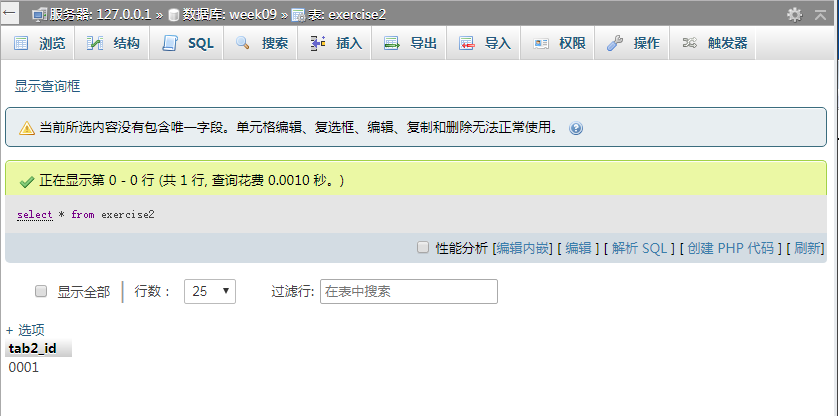 服务器: 127.0.0.1 » 数据库: week09 » 表: exercise2
浏览 结构 SQL 搜索 插入 导出 导入 权限 操作 触发器
显示查询框
当前所选内容没有包含唯一字段。单元格编辑、复选框、编辑、复制和删除无法正常使用。
正在显示第 0 - 0 行 (共 1 行, 查询花费 0.0010 秒。)
select * from exercise2
性能分析 [编辑内嵌] [ 编辑 ] [ 解析 SQL ] [ 创建 PHP 代码 ] [ 刷新]
显示全部 行数： 25 过滤行: 在表中搜索
+ 选项
tab2_id
0001